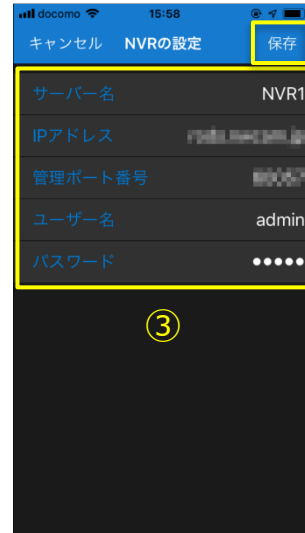 docomo 15:58
キャンセル NVRの設定 保存
サーバー名 NVR1
IPアドレス
管理ポート番号
ユーザー名 admin
パスワード ●●●●●
③